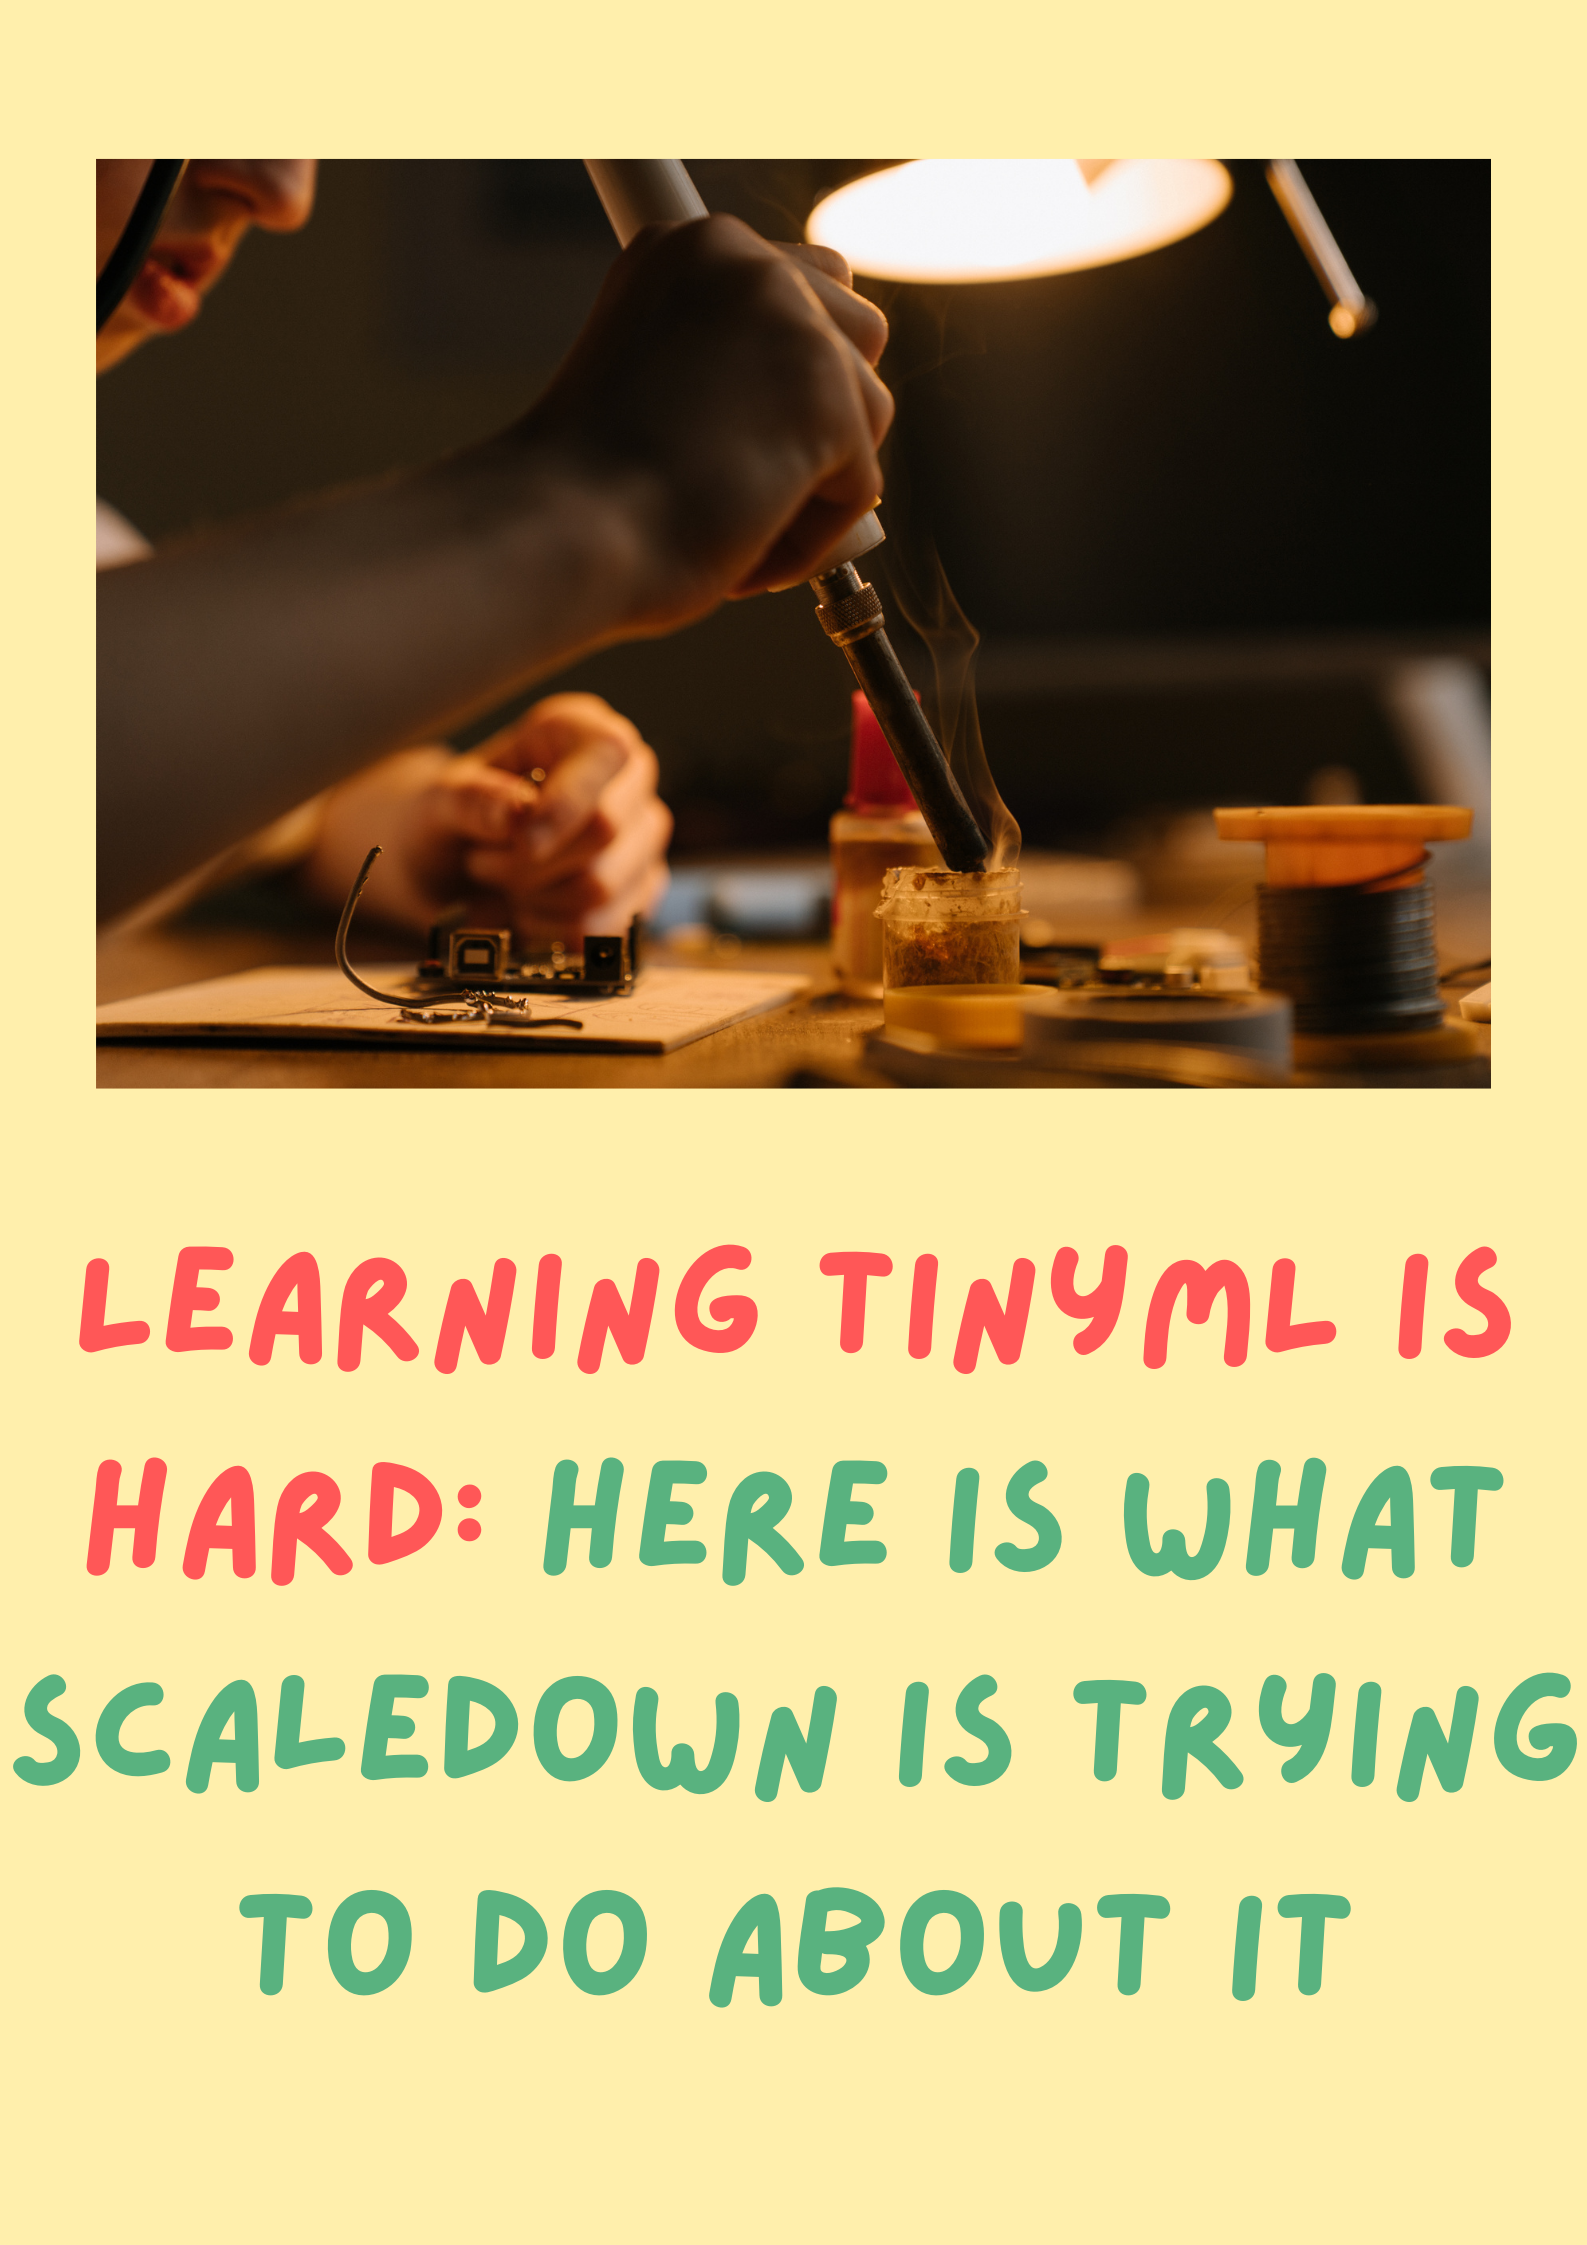 LEARNING TINYML IS
HARD: HERE IS WHAT
SCALEDOWN IS TRYING
TO DO ABOUT IT